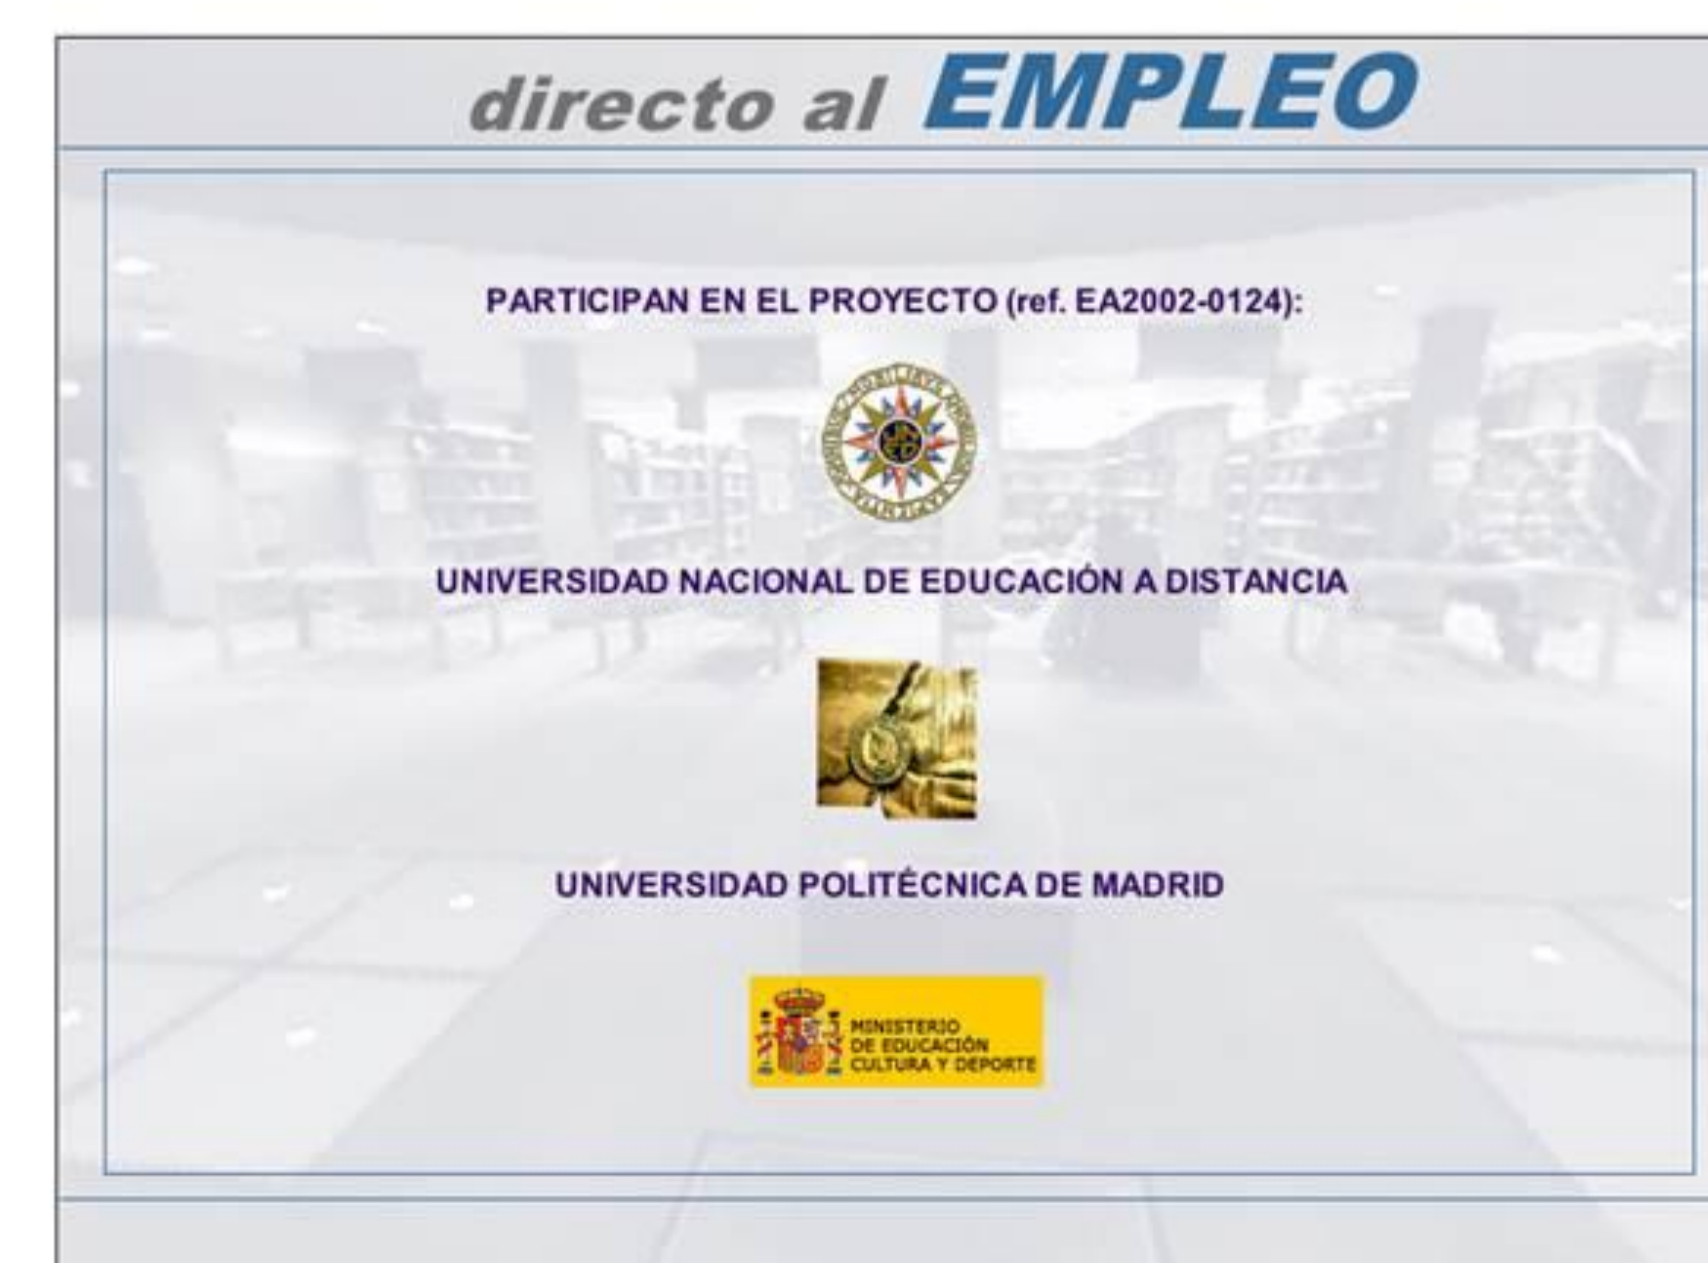 directo al EMPLEO
PARTICIPAN EN EL PROYECTO (ref. EA2002-0124):
UNIVERSIDAD NACIONAL DE EDUCACIÓN A DISTANCIA
UNIVERSIDAD POLITÉCNICA DE MADRID
MINISTERIO
DE EDUCACIÓN
CULTURA Y DEPORTE